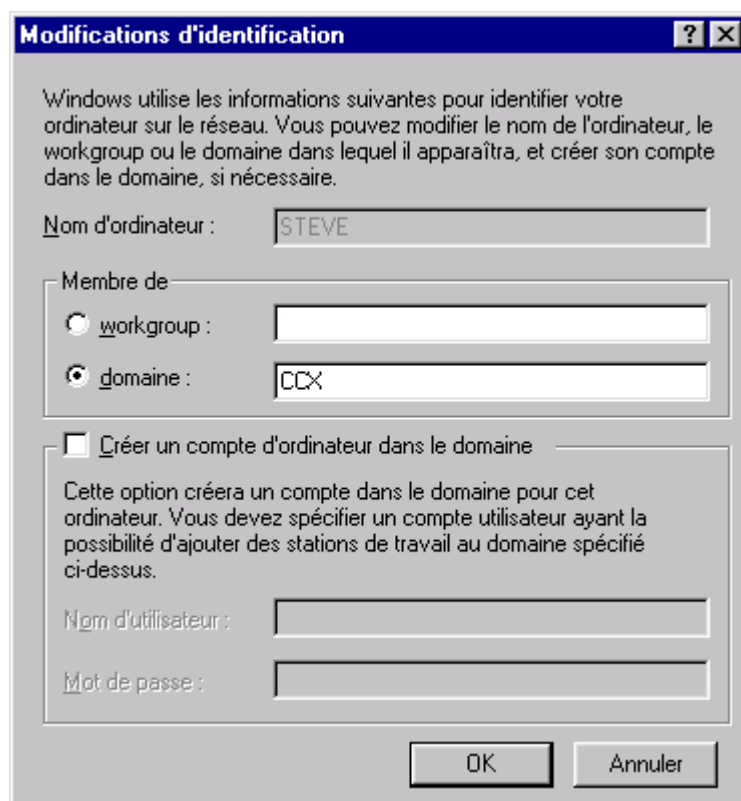 Modifications d'identification
Windows utilise les informations suivantes pour identifier votre
ordinateur sur le réseau. Vous pouvez modifier le nom de l'ordinateur, le
workgroup ou le domaine dans lequel il apparaîtra, et créer son compte
dans le domaine, si nécessaire.
Nom d'ordinateur : STEVE
Membre de
workgroup :
domaine : CCX
Créer un compte d'ordinateur dans le domaine
Cette option créera un compte dans le domaine pour cet
ordinateur. Vous devez spécifier un compte utilisateur ayant la
possibilité d'ajouter des stations de travail au domaine spécifié
ci-dessus.
Nom d'utilisateur :
Mot de passe :
OK Annuler